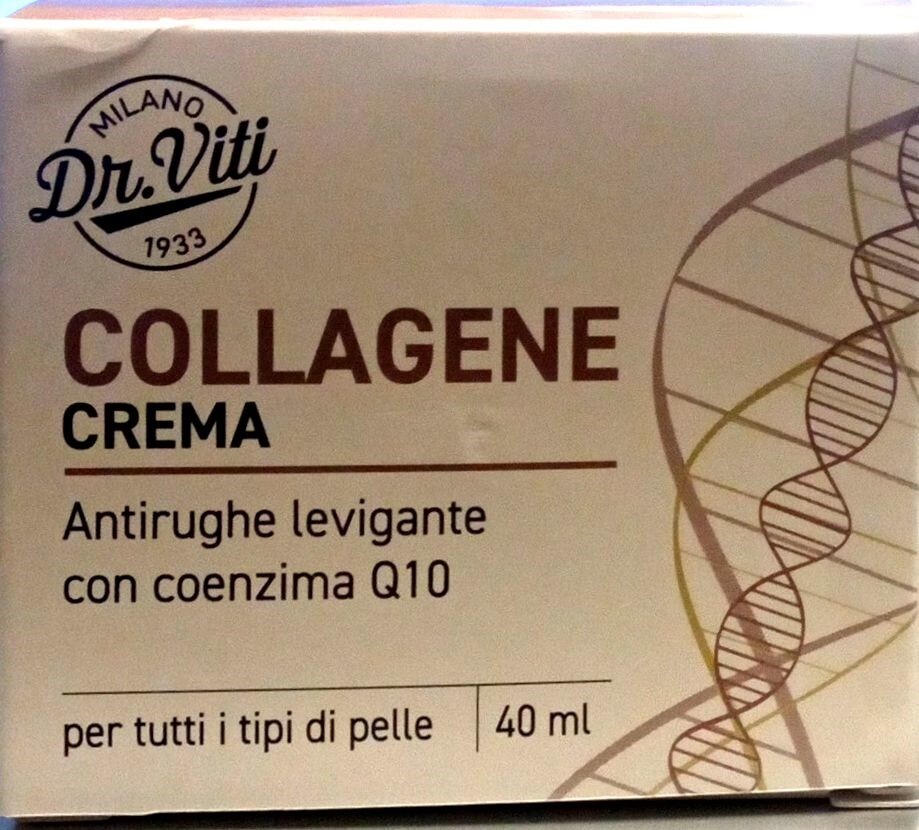 MILANO
Dr. Viti
1933
COLLAGENE
CREMA
Antirughe levigante
con coenzima Q10
per tutti i tipi di pelle
40 ml